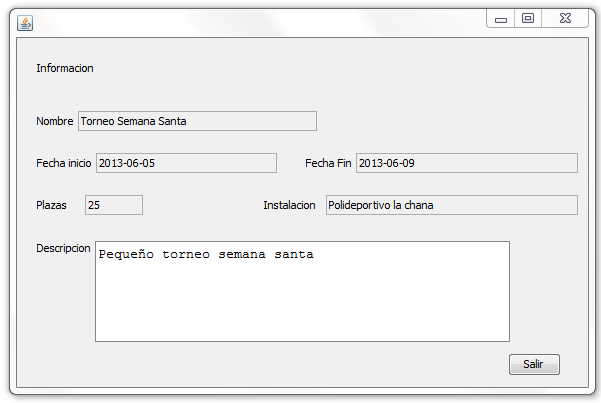 Informacion
Nombre Torneo Semana Santa
Fecha inicio 2013-06-05 Fecha Fin 2013-06-09
Plazas 25 Instalacion Polideportivo la chana
Descripcion Pequeño torneo semana santa
Salir